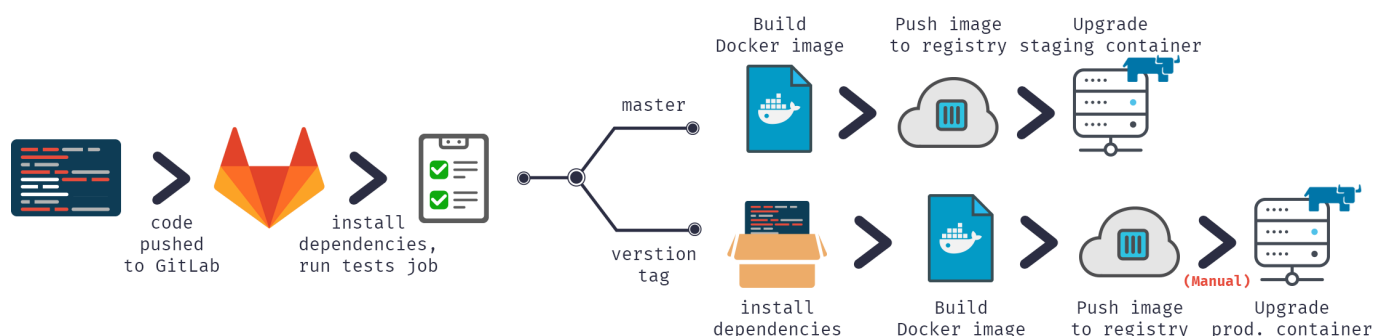 code
pushed
to GitLab
install
dependencies,
run tests job
master
verstion
tag
Build
Docker image
Push image
to registry
Upgrade
staging container
install
dependencies
Build
Docker image
Push image
to registry
(Manual)
Upgrade
prod. container